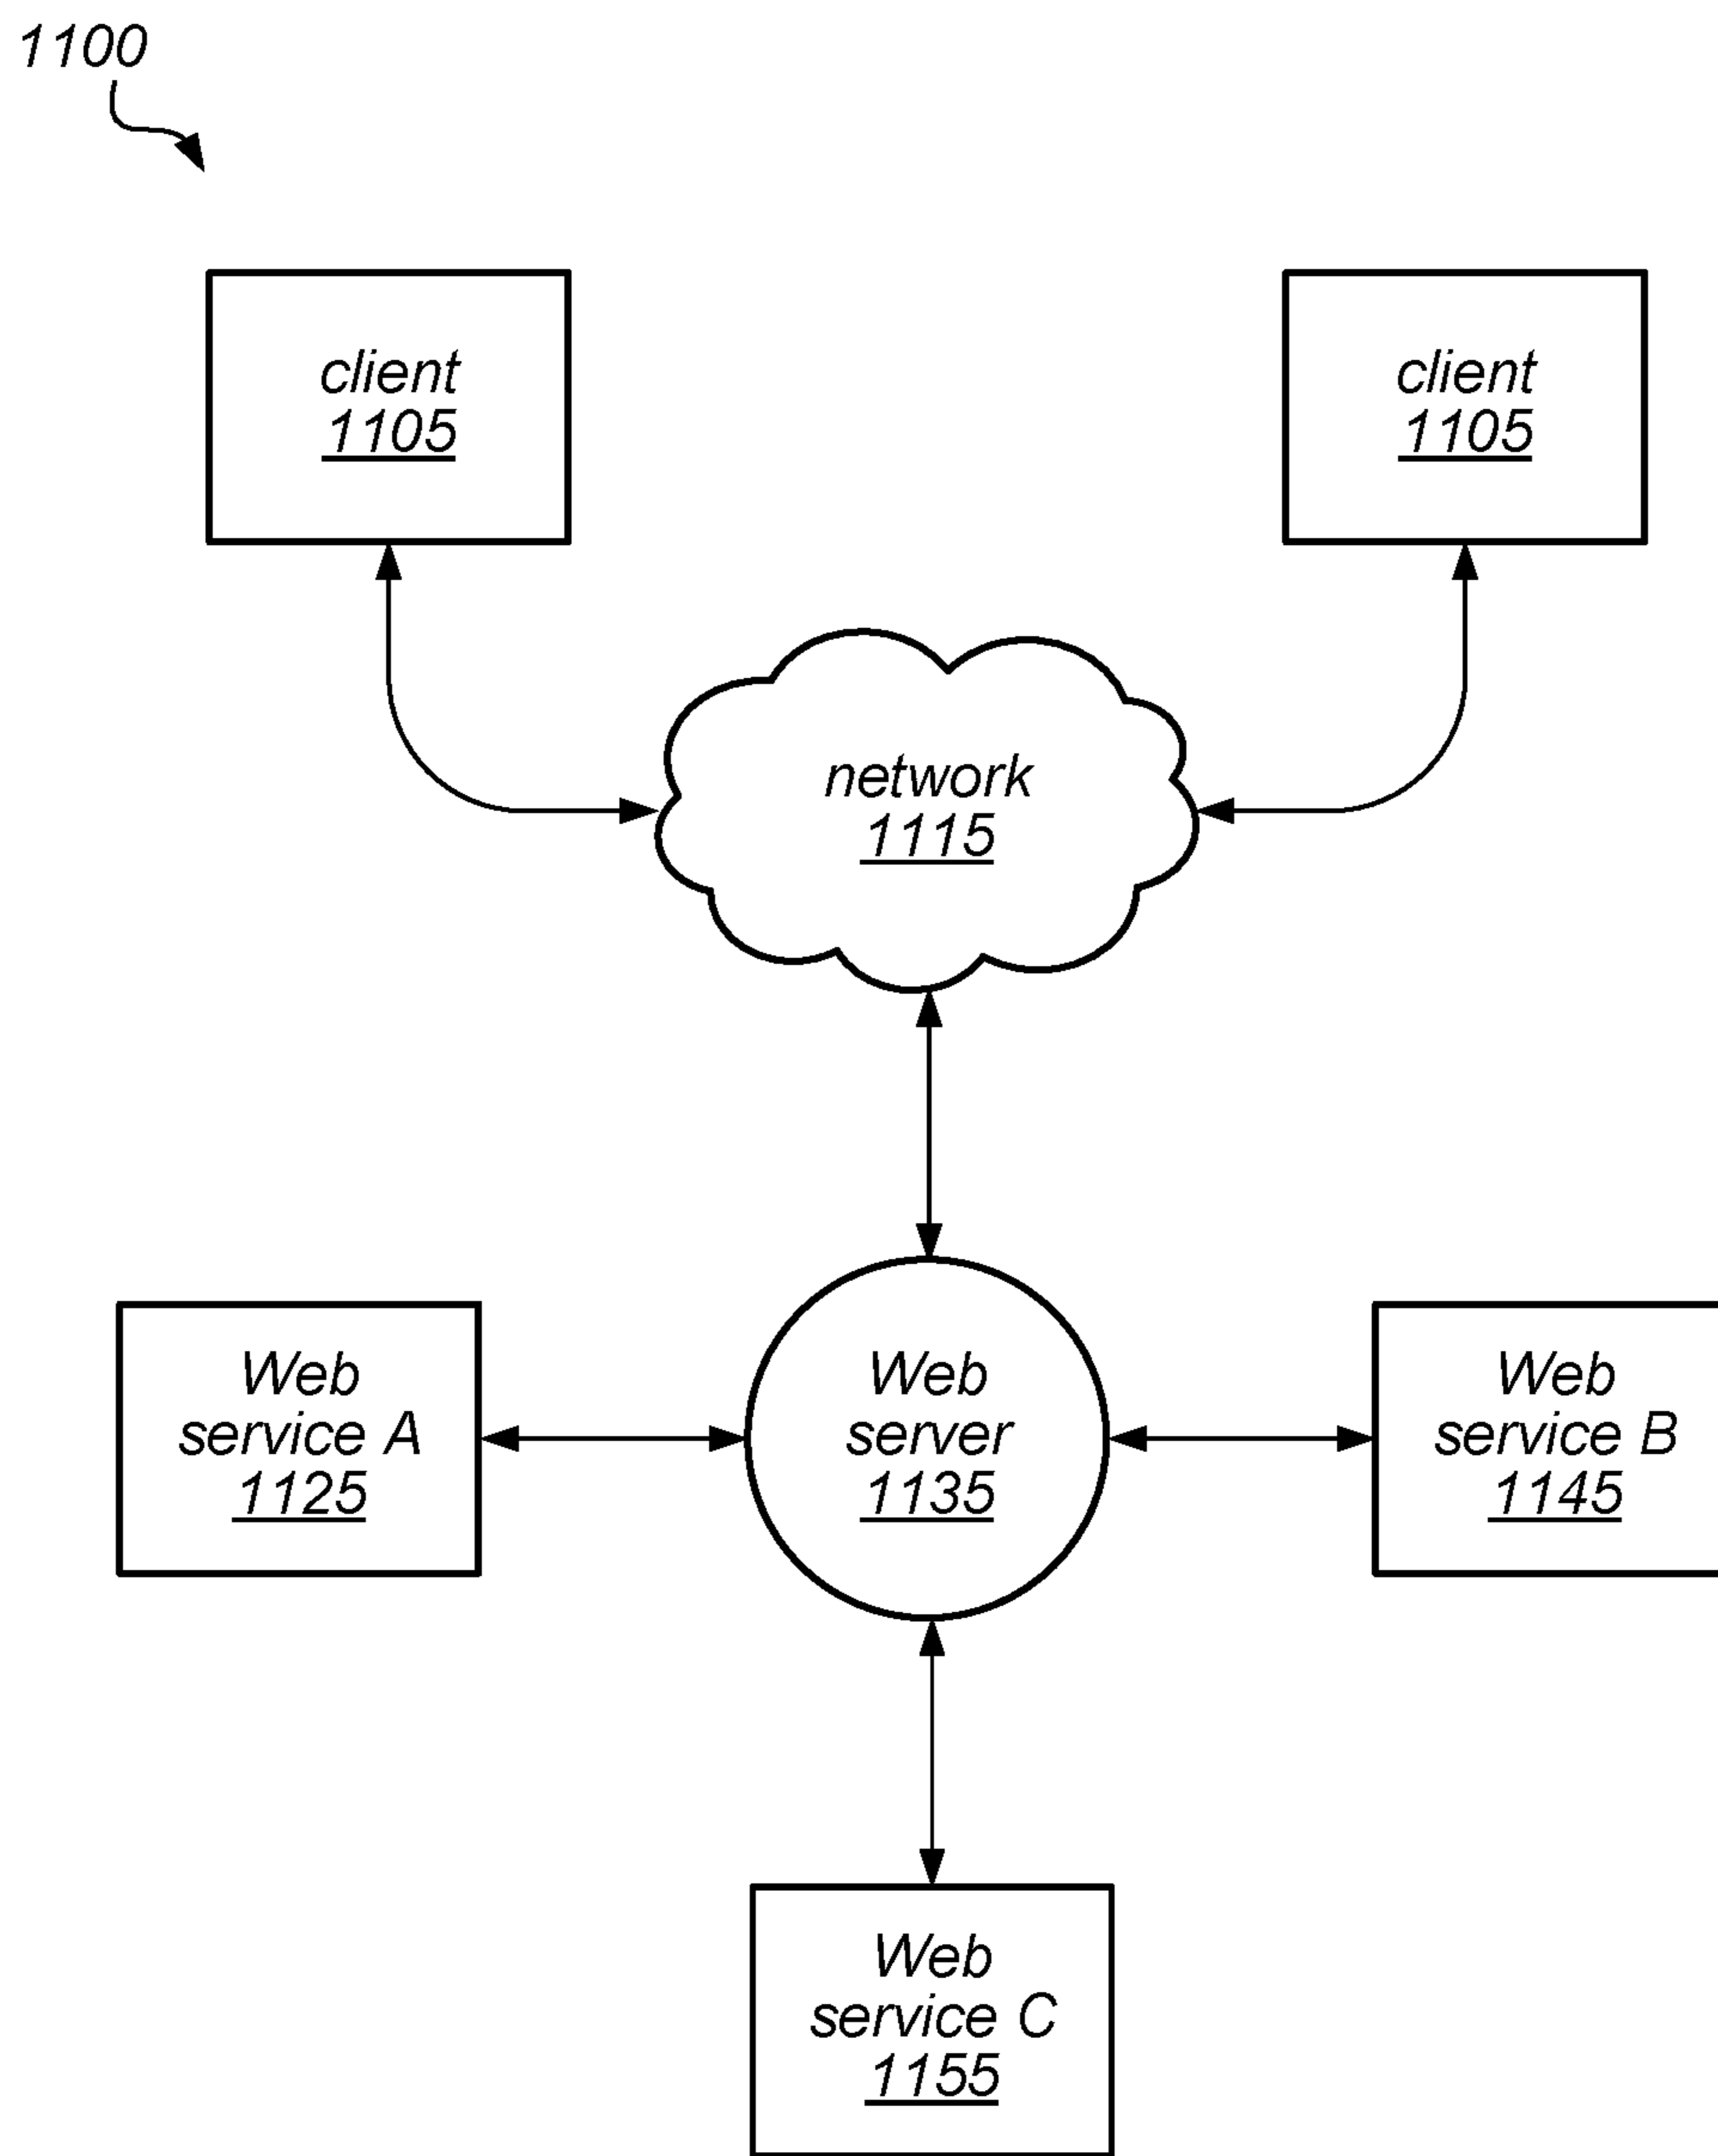 1100
client
1105
client
1105
network
1115
Web
service A
1125
Web
server
1135
Web
service B
1145
Web
service C
1155